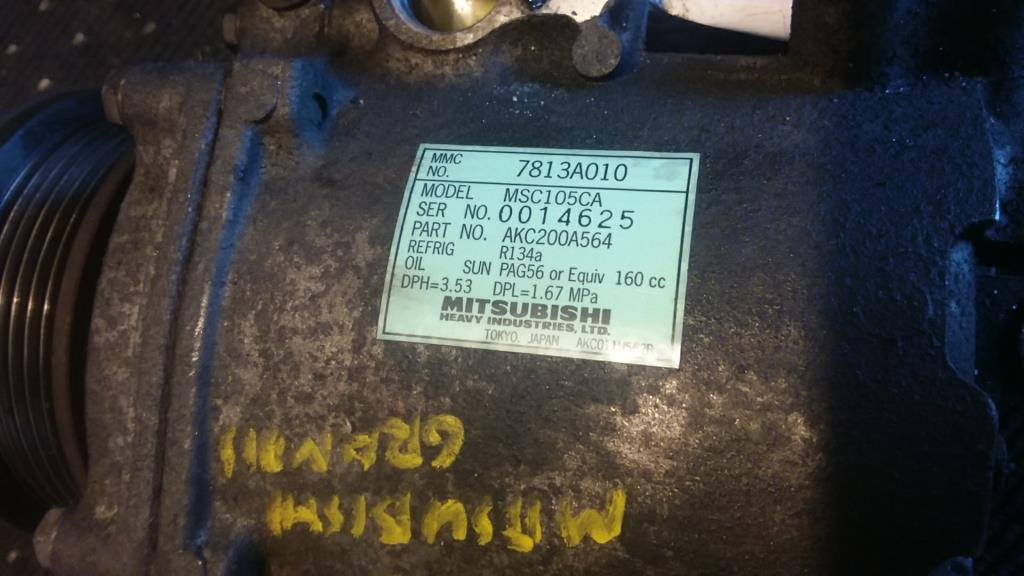 MMC NO. 7813A010
MODEL MSC105CA
SER NO. 0014625
PART NO. AKC200A564
REFRIG R134a
OIL SUN PAG56 or Equiv 160 cc
DPH=3.53 DPL=1.67 MPa
MITSUBISHI
HEAVY INDUSTRIES, LTD.
TOKYO, JAPAN
MITSUBISHI